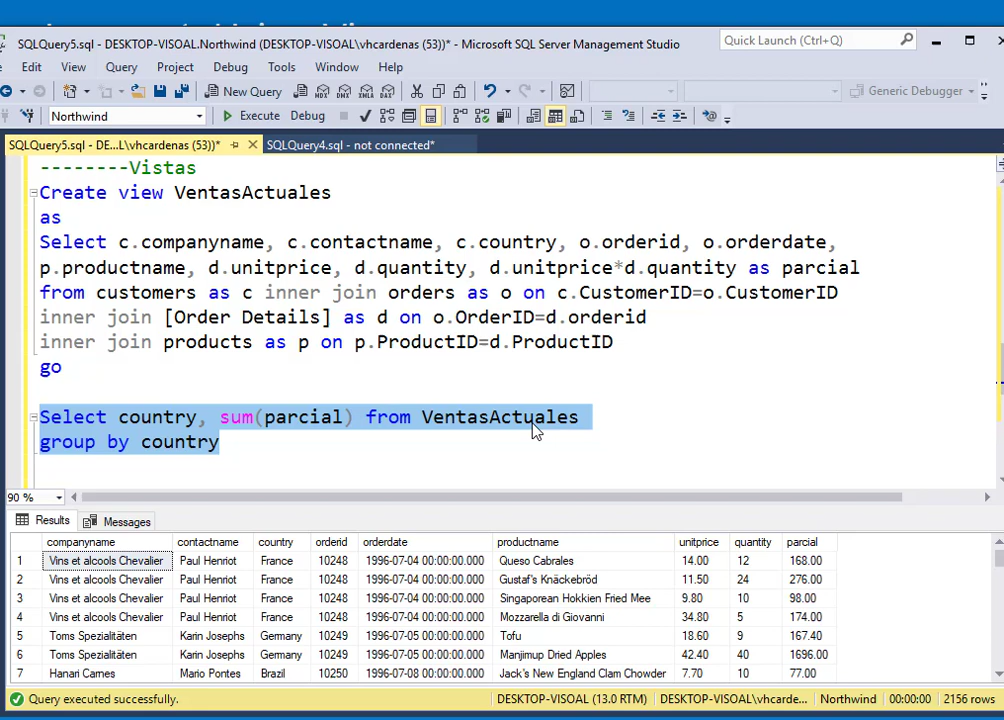 SQLQuery5.sql - DESKTOP-VISOAL.Northwind (DESKTOP-VISOAL\vhcardenas (53))* - Microsoft SQL Server Management Studio
Quick Launch (Ctrl+Q)
Edit View Query Project Debug Tools Window Help
New Query MDX DMX XMLA DAX Generic Debugger
Northwind Execute Debug
SQLQuery5.sql - DE...L\vhcardenas (53))* SQLQuery4.sql - not connected*
--------Vistas
Create view VentasActuales
as
Select c.companyname, c.contactname, c.country, o.orderid, o.orderdate,
p.productname, d.unitprice, d.quantity, d.unitprice*d.quantity as parcial
from customers as c inner join orders as o on c.CustomerID=o.CustomerID
inner join [Order Details] as d on o.OrderID=d.orderid
inner join products as p on p.ProductID=d.ProductID
go
Select country, sum(parcial) from VentasActuales
group by country
90 %
Results Messages
companyname contactname country orderid orderdate productname unitprice quantity parcial
1 Vins et alcools Chevalier Paul Henriot France 10248 1996-07-04 00:00:00.000 Queso Cabrales 14.00 12 168.00
2 Vins et alcools Chevalier Paul Henriot France 10249 1996-07-05 00:00:00.000 Gustaf's Knäckebröd 11.50 24 276.00
3 Vins et alcools Chevalier Paul Henriot France 10248 1996-07-04 00:00:00.000 Singaporean Hokkien Fried Mee 9.80 10 98.00
4 Vins et alcools Chevalier Paul Henriot France 10248 1996-07-04 00:00:00.000 Mozzarella di Giovanni 34.80 5 174.00
5 Toms Spezialitäten Karin Josephs Germany 10249 1996-07-05 00:00:00.000 Tofu 18.60 9 167.40
6 Toms Spezialitäten Karin Josephs Germany 10249 1996-07-05 00:00:00.000 Manjimup Dried Apples 42.40 40 1696.00
7 Hanari Carnes Mario Pontes Brazil 10250 1996-07-08 00:00:00.000 Jack's New England Clam Chowder 7.70 10 77.00
Query executed successfully. DESKTOP-VISOAL (13.0 RTM) DESKTOP-VISOAL\vhcarde... Northwind 00:00:00 2156 rows